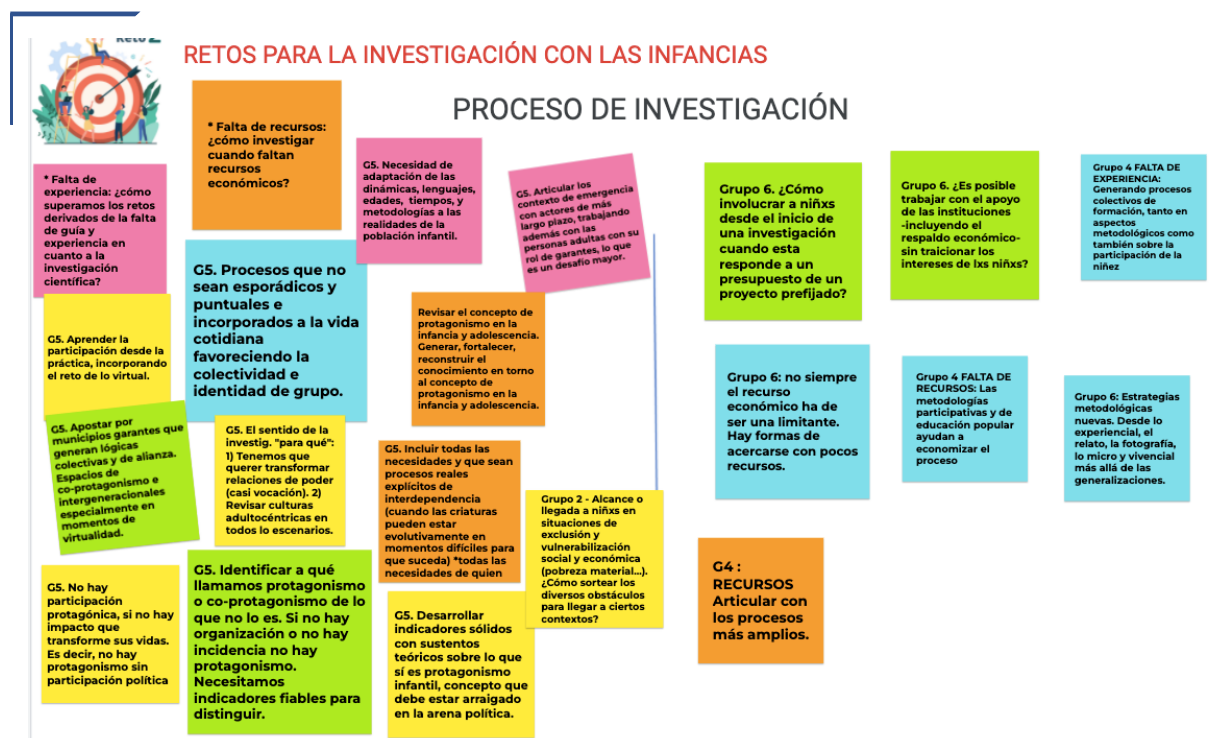 Reto 2
RETOS PARA LA INVESTIGACIÓN CON LAS INFANCIAS
PROCESO DE INVESTIGACIÓN
* Falta de
experiencia: ¿cómo
superamos los retos
derivados de la falta
de guía y
experiencia en
cuanto a la
investigación
científica?
* Falta de recursos:
¿cómo investigar
cuando faltan
recursos
económicos?
G5. Necesidad de
adaptación de las
dinámicas, lenguajes,
edades, tiempos, y
metodologías a las
realidades de la
población infantil.
G5. Articular los
contexto de emergencia
con actores de más
largo plazo, trabajando
además con las
personas adultas con su
rol de garantes, lo que
es un desafío mayor.
Grupo 6. ¿Cómo
involucrar a niñxs
desde el inicio de
una investigación
cuando esta
responde a un
presupuesto de un
proyecto prefijado?
Grupo 6. ¿Es posible
trabajar con el apoyo
de las instituciones
-incluyendo el
respaldo económico-
sin traicionar los
intereses de lxs niñxs?
Grupo 4 FALTA DE
EXPERIENCIA:
Generando procesos
colectivos de
formación, tanto en
aspectos
metodológicos como
también sobre la
participación de la
niñez
G5. Aprender la
participación desde la
práctica, incorporando
el reto de lo virtual.
G5. Procesos que no
sean esporádicos y
puntuales e
incorporados a la vida
cotidiana
favoreciendo la
colectividad e
identidad de grupo.
Revisar el concepto de
protagonismo en la
infancia y adolescencia.
Generar, fortalecer,
reconstruir el
conocimiento en torno
al concepto de
protagonismo en la
infancia y adolescencia.
Grupo 6: no siempre
el recurso
económico ha de
ser una limitante.
Hay formas de
acercarse con pocos
recursos.
Grupo 4 FALTA DE
RECURSOS: Las
metodologías
participativas y de
educación popular
ayudan a
economizar el
proceso
Grupo 6: Estrategias
metodológicas
nuevas. Desde lo
experiencial, el
relato, la fotografía,
lo micro y vivencial
más allá de las
generalizaciones.
G5. Apostar por
municipios garantes que
generan lógicas
colectivas y de alianza.
Espacios de
co-protagonismo e
intergeneracionales
especialmente en
momentos de
virtualidad.
G5. El sentido de la
investig. "para qué":
1) Tenemos que
querer transformar
relaciones de poder
(casi vocación). 2)
Revisar culturas
adultocéntricas en
todos lo escenarios.
G5. Incluir todas las
necesidades y que sean
procesos reales
explícitos de
interdependencia
(cuando las criaturas
pueden estar
evolutivamente en
momentos difíciles para
que suceda) *todas las
necesidades de quien
Grupo 2 - Alcance o
llegada a niñxs en
situaciones de
exclusión y
vulnerabilización
social y económica
(pobreza material...).
¿Cómo sortear los
diversos obstáculos
para llegar a ciertos
contextos?
G4 :
RECURSOS
Articular con
los procesos
más amplios.
G5. No hay
participación
protagónica, si no hay
impacto que
transforme sus vidas.
Es decir, no hay
protagonismo sin
participación política
G5. Identificar a qué
llamamos protagonismo
o co-protagonismo de lo
que no lo es. Si no hay
organización o no hay
incidencia no hay
protagonismo.
Necesitamos
indicadores fiables para
distinguir.
G5. Desarrollar
indicadores sólidos
con sustentos
teóricos sobre lo que
sí es protagonismo
infantil, concepto que
debe estar arraigado
en la arena política.